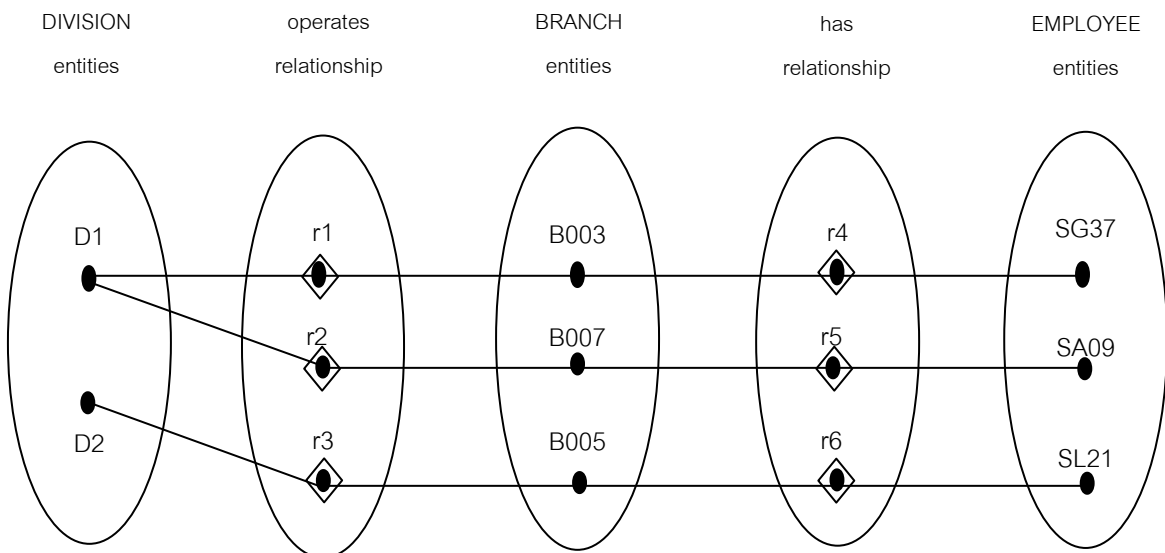 DIVISION
entities
operates
relationship
BRANCH
entities
has
relationship
EMPLOYEE
entities
D1
r1
B003
r4
SG37
r2
B007
r5
SA09
D2
r3
B005
r6
SL21